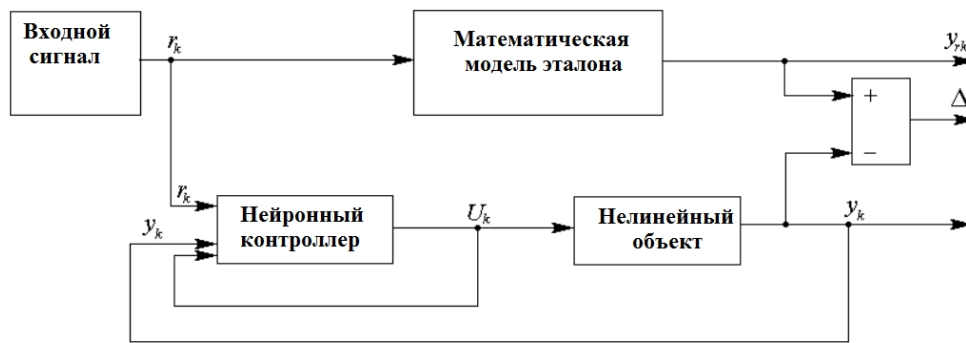 Входной
сигнал
r_k
Математическая
модель эталона
y_rk
+
Δ
−
r_k
y_k
Нейронный
контроллер
U_k
Нелинейный
объект
y_k